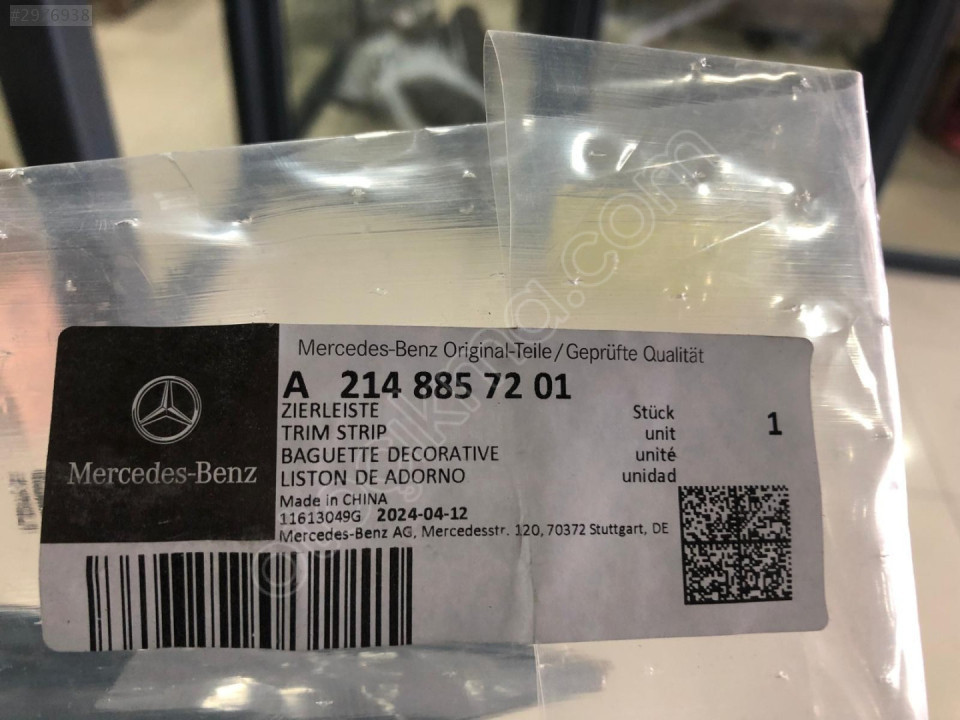 #2976938
Mercedes-Benz Original-Teile/Geprüfte Qualität
A 214 885 72 01
ZIERLEISTE
TRIM STRIP
BAGUETTE DECORATIVE
LISTON DE ADORNO
Stück
unit
unité
unidad
1
Mercedes-Benz
Made in CHINA
11613049G 2024-04-12
Mercedes-Benz AG, Mercedesstr. 120, 70372 Stuttgart, DE